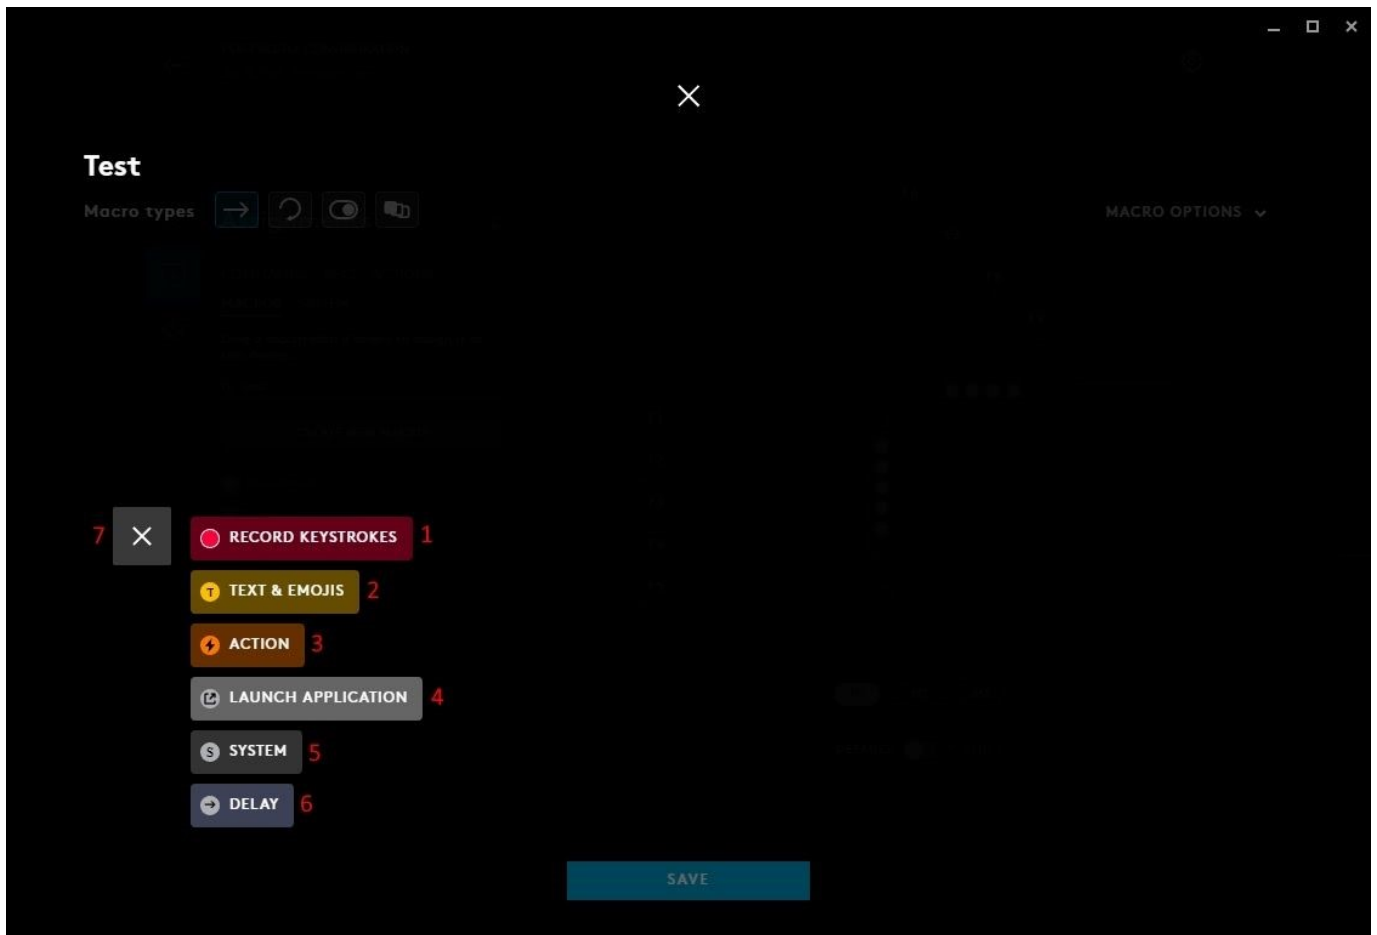 Test
Macro types
MACRO OPTIONS
7 RECORD KEYSTROKES 1
T TEXT & EMOJIS 2
ACTION 3
LAUNCH APPLICATION 4
S SYSTEM 5
DELAY 6
SAVE